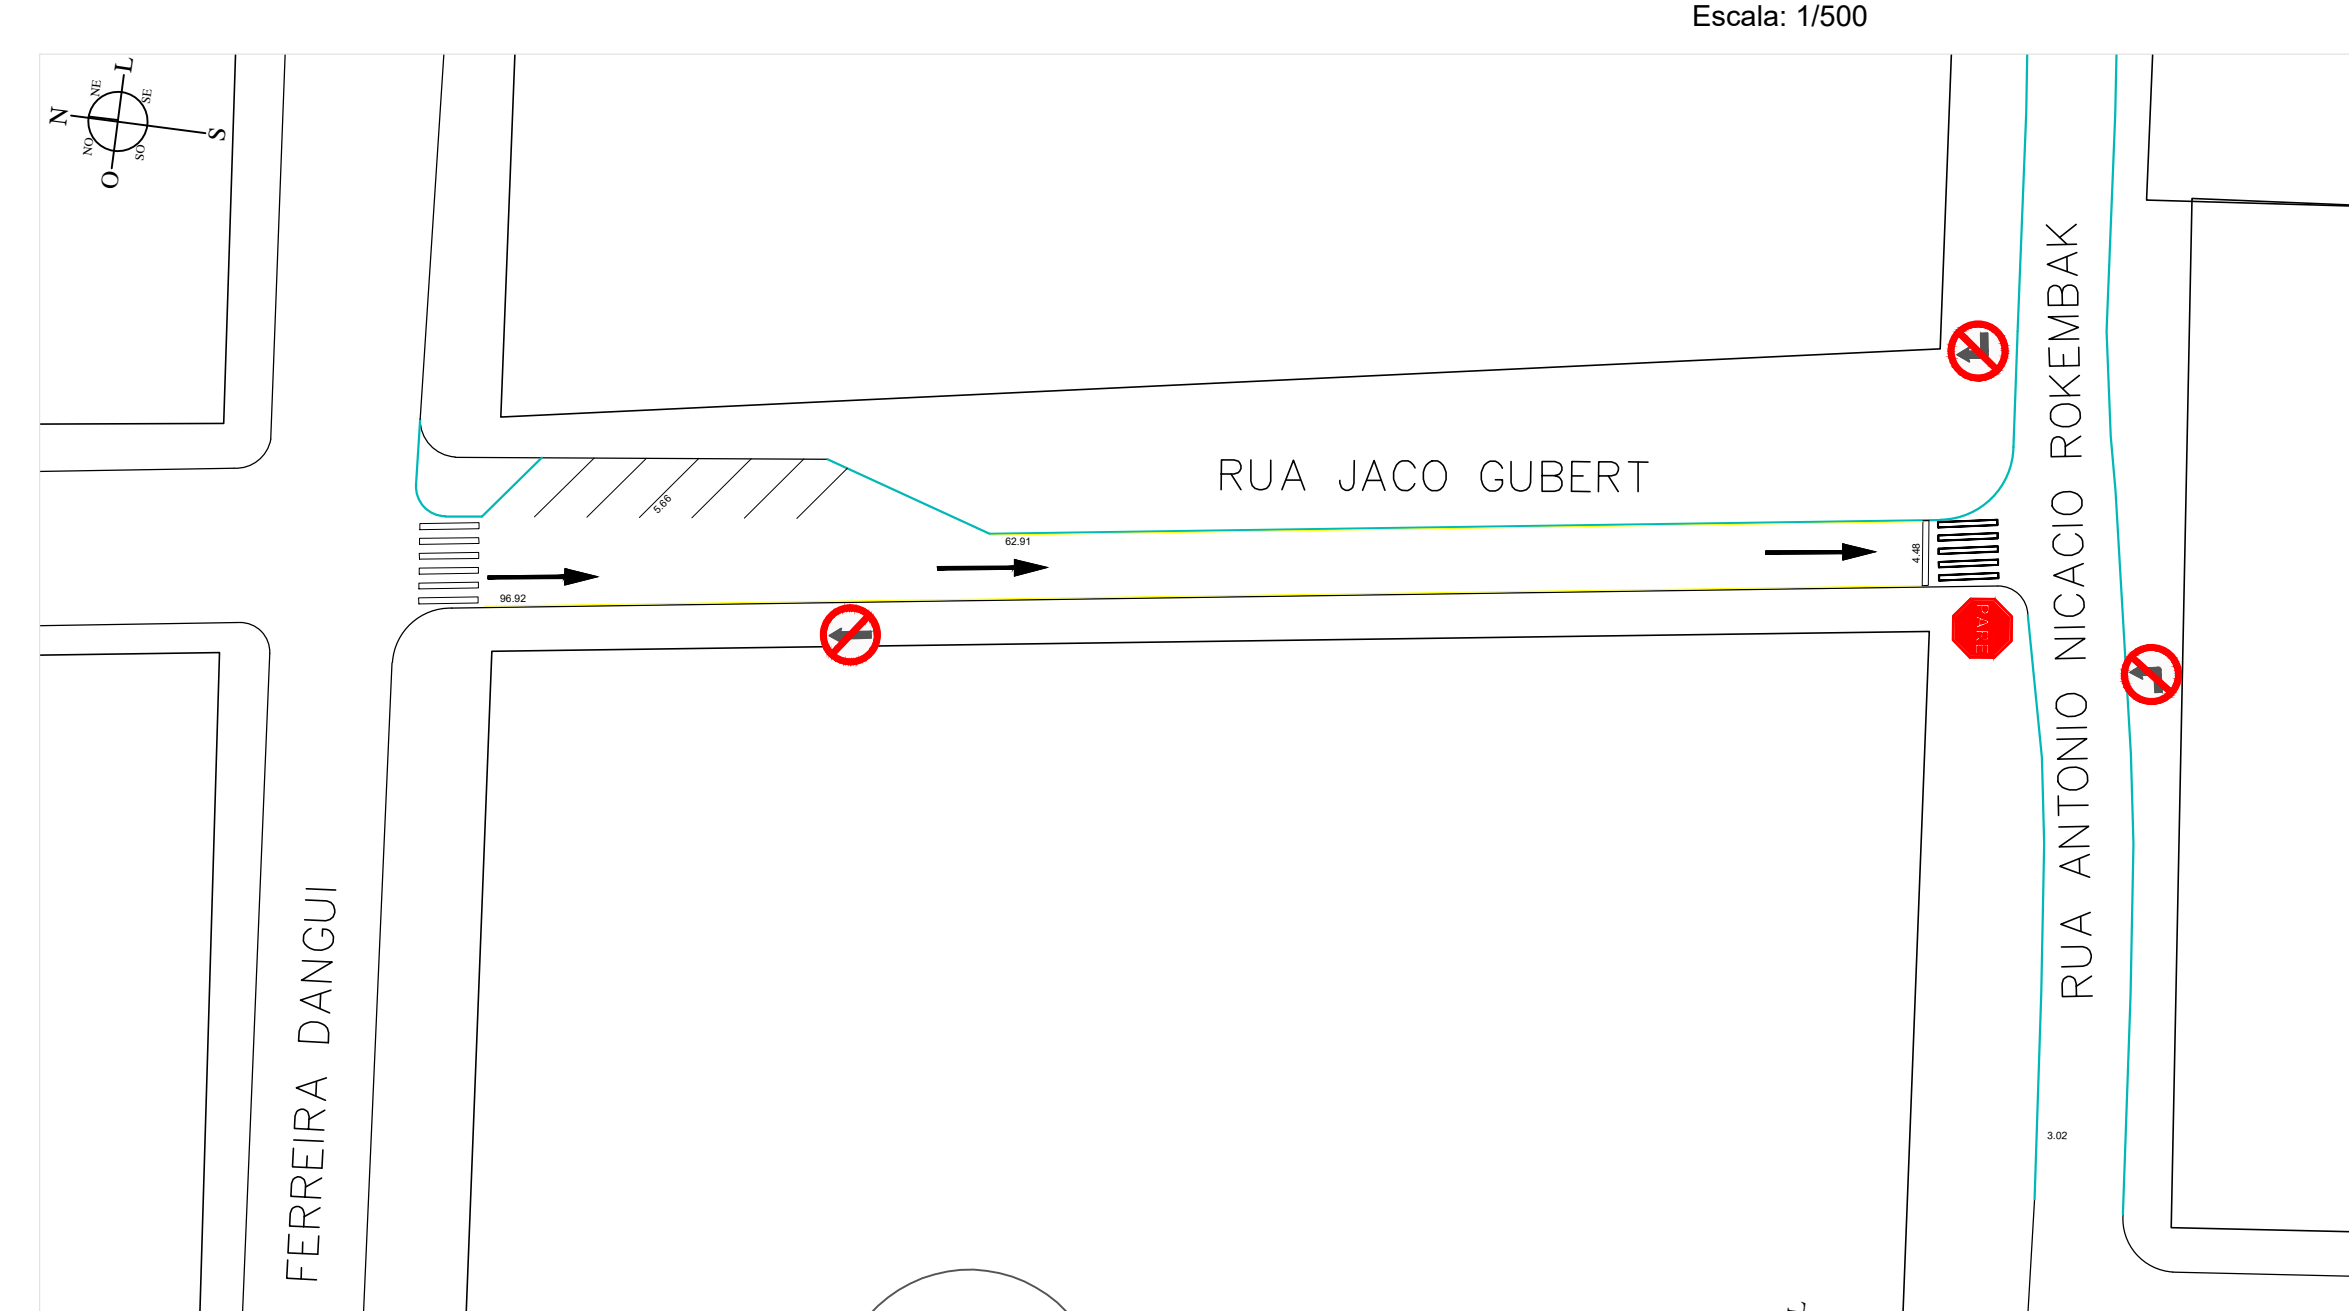 Escala: 1/500
L
NE
SE
N
S
NO
SO
O
RUA JACO GUBERT
5.66
62.91
4.48
96.92
PARE
RUA ANTONIO NICACIO ROKEMBAK
FERREIRA DANGUI
3.02